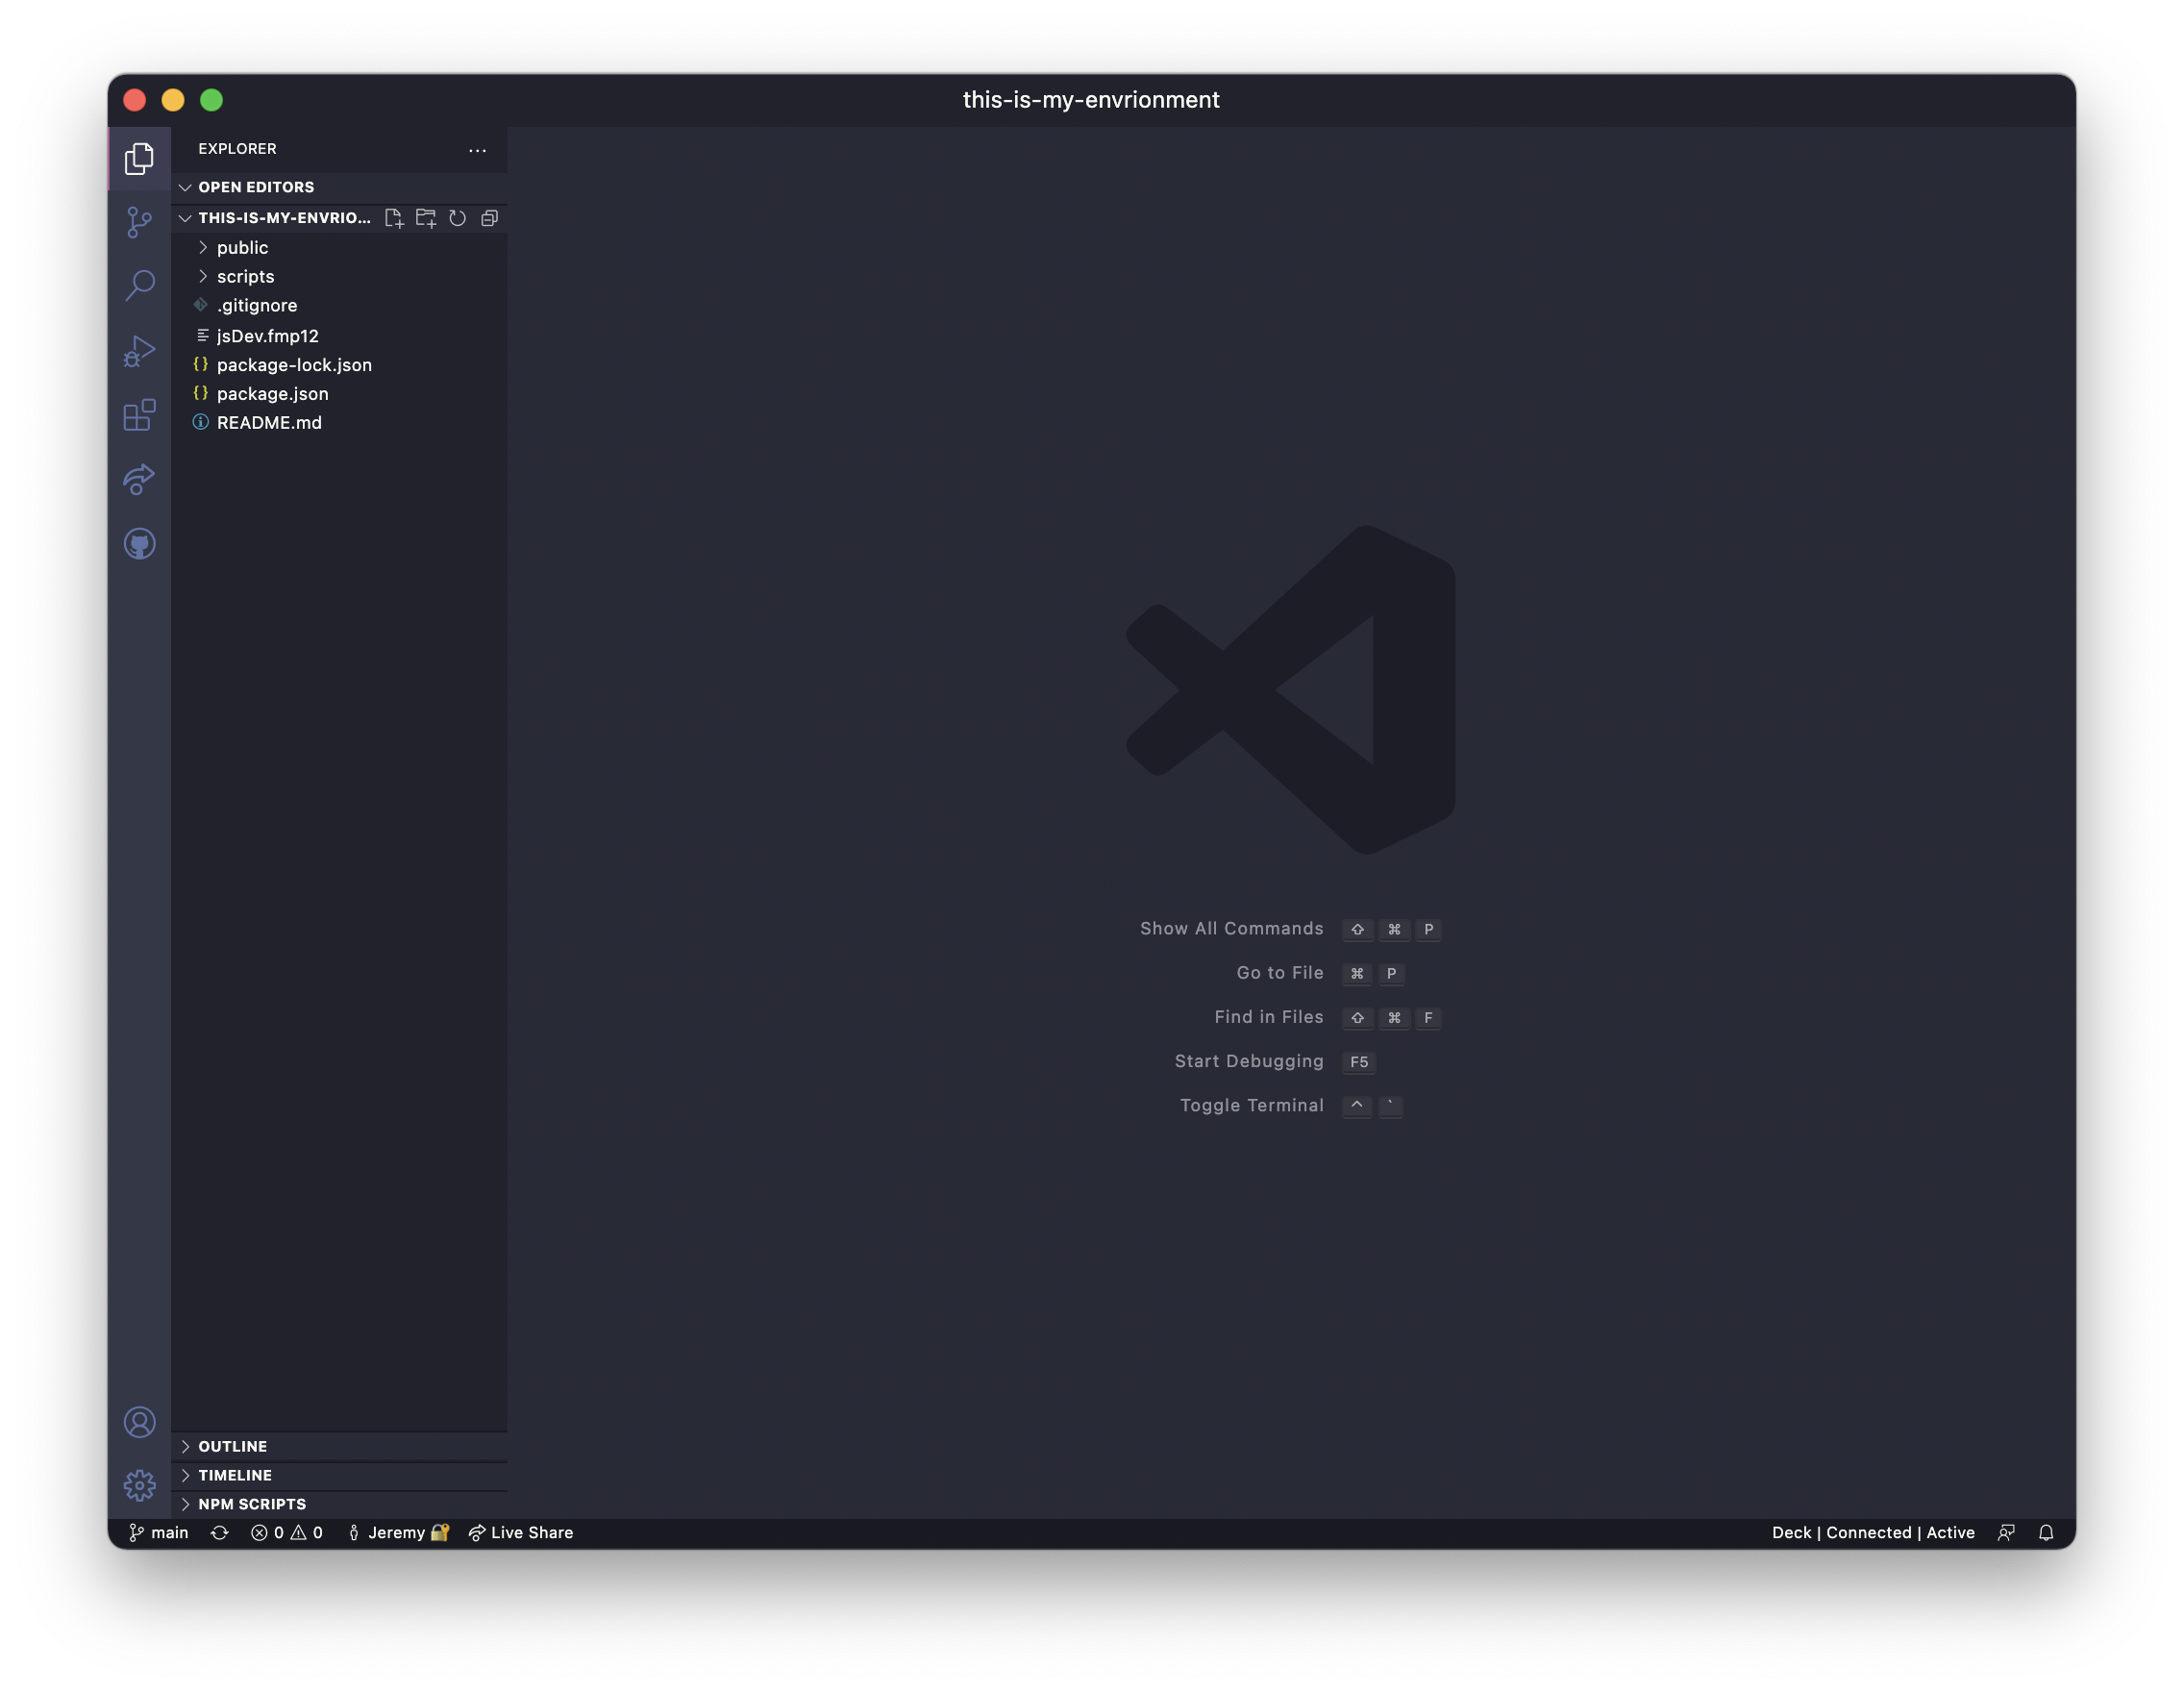 this-is-my-envrionment
EXPLORER
OPEN EDITORS
THIS-IS-MY-ENVRIO...
public
scripts
.gitignore
jsDev.fmp12
{} package-lock.json
{} package.json
README.md
Show All Commands ⇧ ⌘ P
Go to File ⌘ P
Find in Files ⇧ ⌘ F
Start Debugging F5
Toggle Terminal ^ `
OUTLINE
TIMELINE
NPM SCRIPTS
main 0 0 Jeremy 🔐 Live Share Deck | Connected | Active